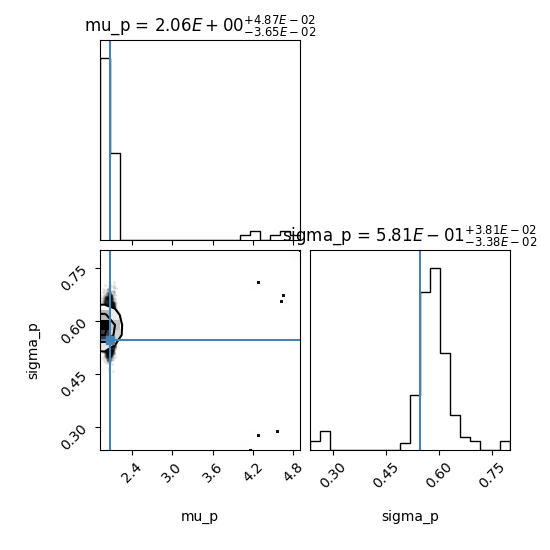 mu_p = 2.06E + 00+4.87E−02 −3.65E−02
sigma_p = 5.81E − 01+3.81E−02 −3.38E−02
sigma_p
0.75
0.60
0.45
0.30
2.4 3.0 3.6 4.2 4.8
0.30 0.45 0.60 0.75
mu_p
sigma_p